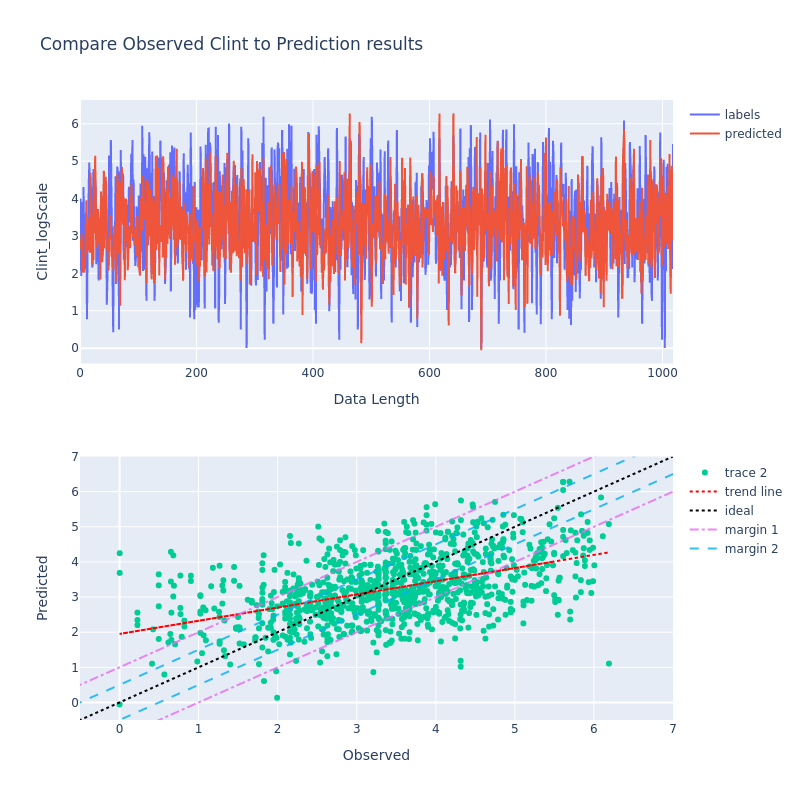 Compare Observed Clint to Prediction results
labels
predicted
Clint_logScale
6
5
4
3
2
1
0
0 200 400 600 800 1000
Data Length
trace 2
trend line
ideal
margin 1
margin 2
Predicted
7
6
5
4
3
2
1
0
0 1 2 3 4 5 6 7
Observed